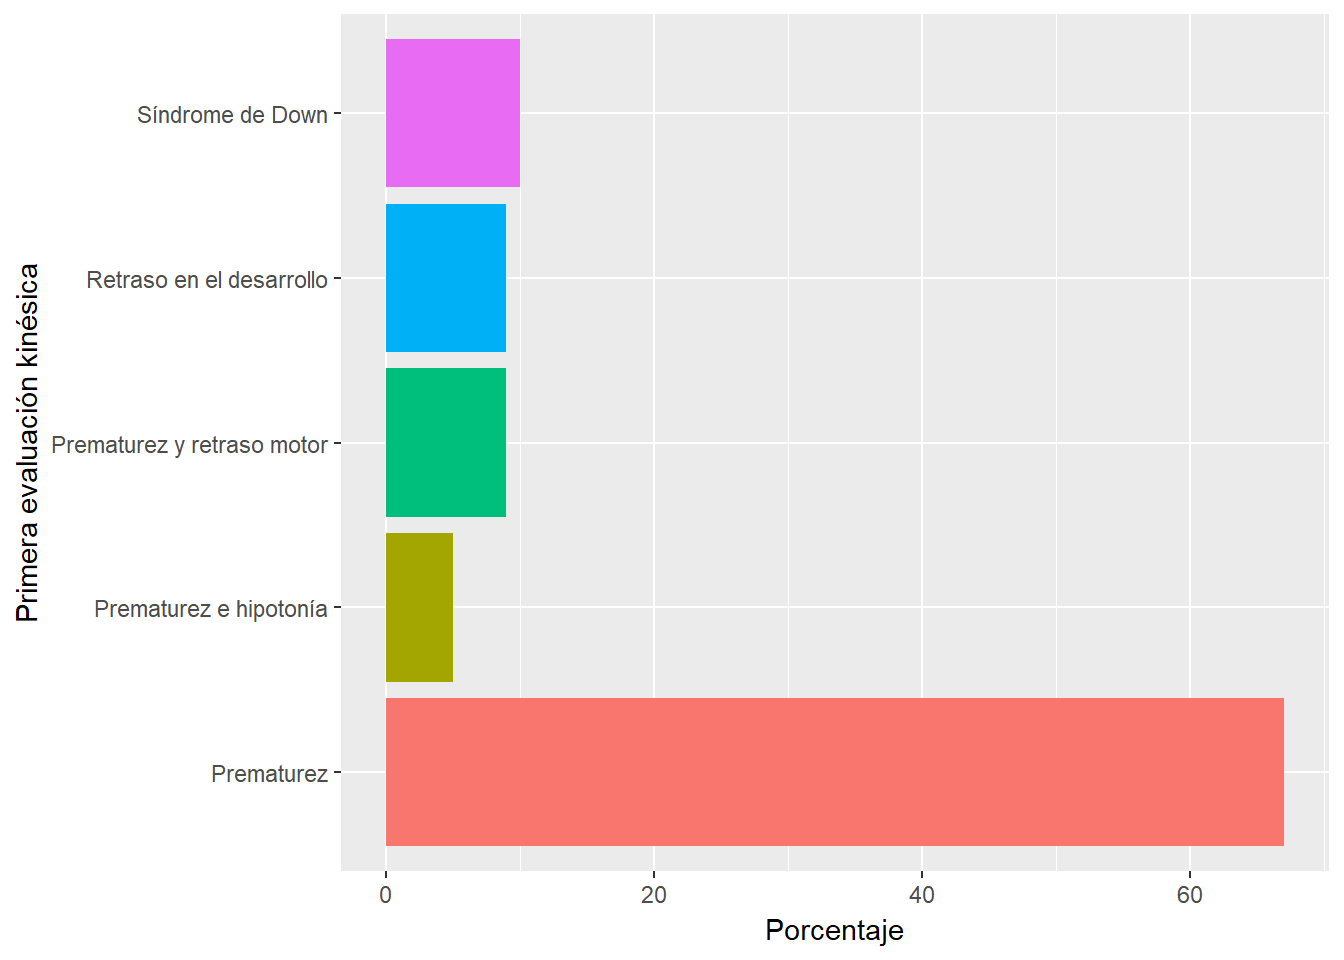 Síndrome de Down
Retraso en el desarrollo
Prematurez y retraso motor
Prematurez e hipotonía
Prematurez
Primera evaluación kinésica
0 20 40 60
Porcentaje